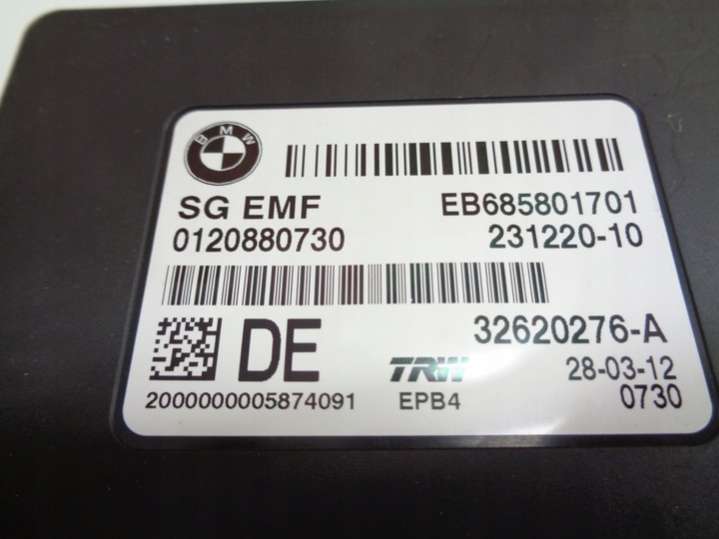 BMW
SG EMF
EB685801701
0120880730
231220-10
32620276-A
DE
TRW
28-03-12
2000000005874091
EPB4
0730